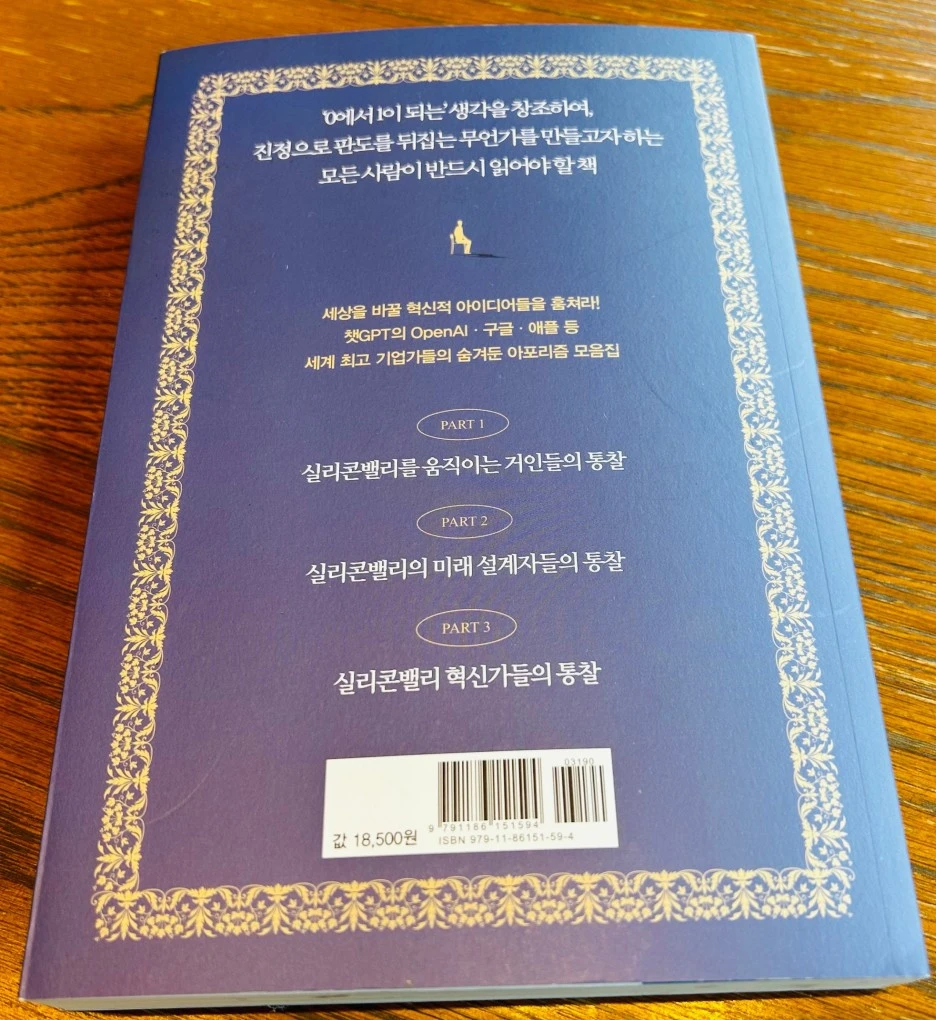 '0에서 1이 되는' 생각을 창조하여,
진정으로 판도를 뒤집는 무언가를 만들고자 하는
모든 사람이 반드시 읽어야 할 책
세상을 바꿀 혁신적 아이디어들을 훔쳐라!
챗GPT의 OpenAI · 구글 · 애플 등
세계 최고 기업가들의 숨겨둔 아포리즘 모음집
PART 1
실리콘밸리를 움직이는 거인들의 통찰
PART 2
실리콘밸리의 미래 설계자들의 통찰
PART 3
실리콘밸리 혁신가들의 통찰
03190
9 791186 151594
값 18,500원
ISBN 979-11-86151-59-4